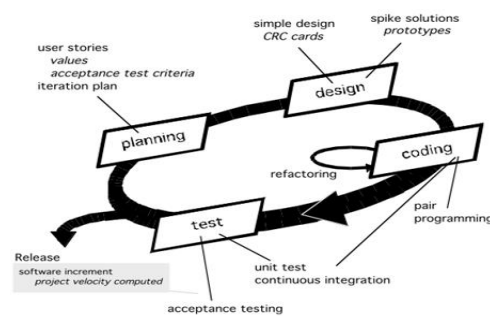 simple design
CRC cards
spike solutions
prototypes
user stories
values
acceptance test criteria
iteration plan
design
planning
coding
refactoring
pair
programming
test
Release
software increment
project velocity computed
unit test
continuous integration
acceptance testing